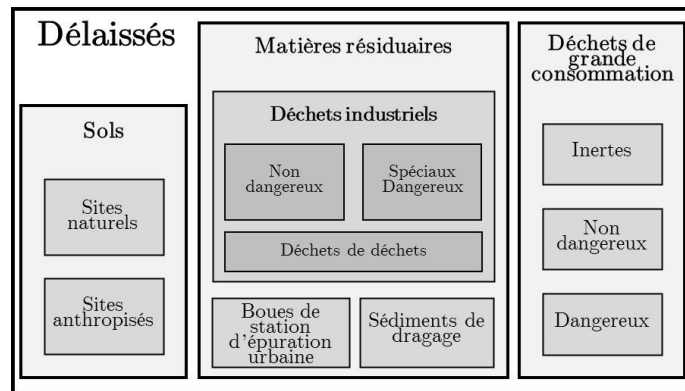 Délaissés
Sols
Sites
naturels
Sites
anthropisés
Matières résiduaires
Déchets industriels
Non
dangereux
Spéciaux
Dangereux
Déchets de déchets
Boues de
station
d'épuration
urbaine
Sédiments de
dragage
Déchets de
grande
consommation
Inertes
Non
dangereux
Dangereux